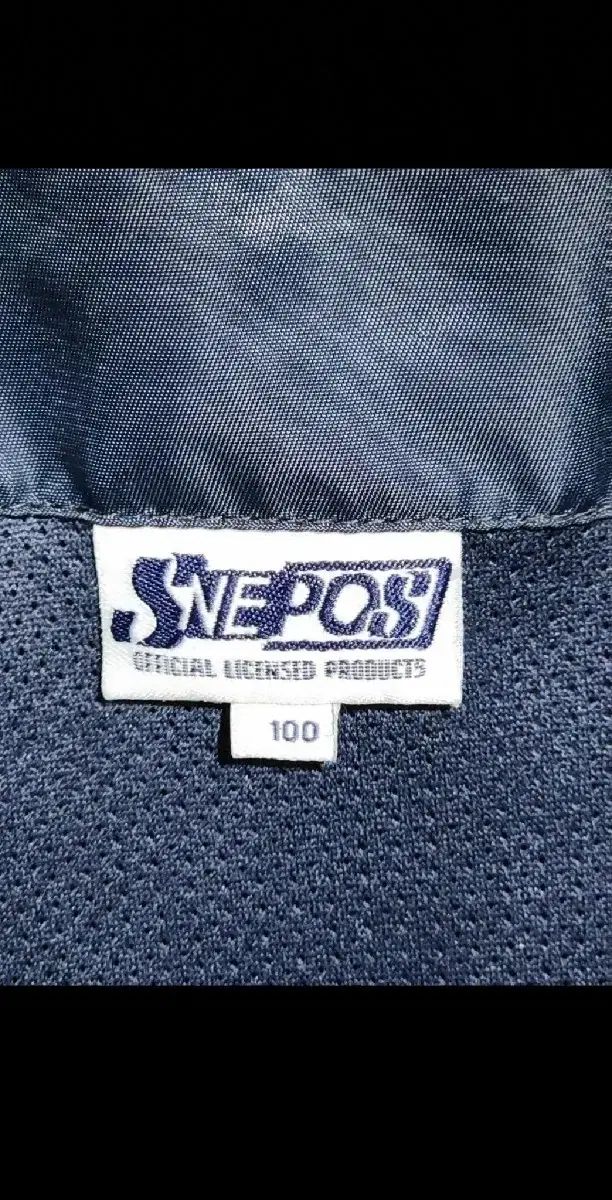 SNEPOS
OFFICIAL LICENSED PRODUCTS
100